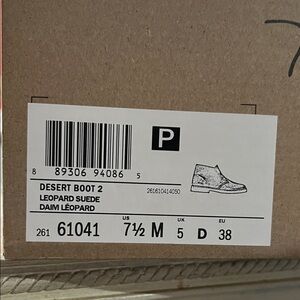 P
8 89306 94086 5
DESERT BOOT 2
LEOPARD SUEDE
DAIM LÉOPARD
261610414050
US UK EU
261 61041 7½ M 5 D 38